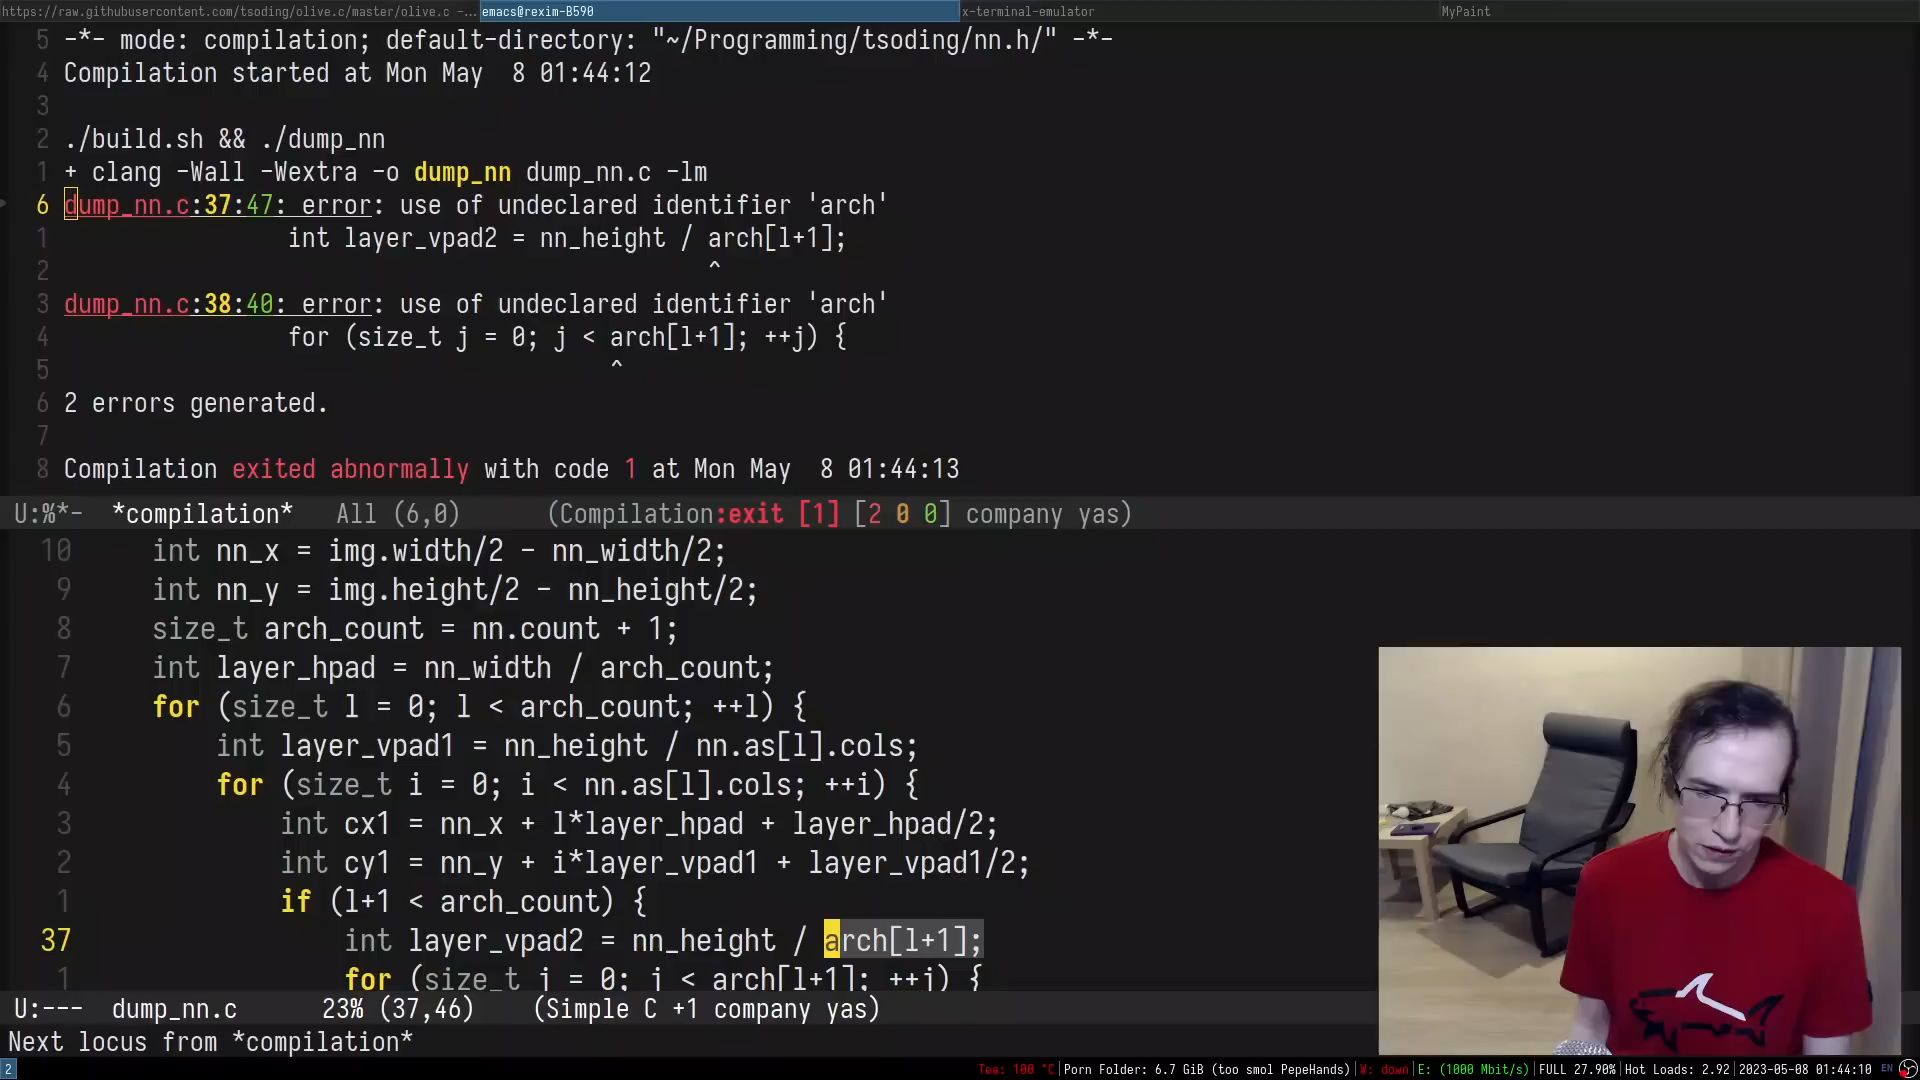 https://raw.githubusercontent.com/tsoding/olive.c/master/olive.c -... emacs@rexim-B590 x-terminal-emulator MyPaint
5 -*- mode: compilation; default-directory: "~/Programming/tsoding/nn.h/" -*-
4 Compilation started at Mon May  8 01:44:12
3
2 ./build.sh && ./dump_nn
1 + clang -Wall -Wextra -o dump_nn dump_nn.c -lm
6 dump_nn.c:37:47: error: use of undeclared identifier 'arch'
1                 int layer_vpad2 = nn_height / arch[l+1];
2                                               ^
3 dump_nn.c:38:40: error: use of undeclared identifier 'arch'
4                 for (size_t j = 0; j < arch[l+1]; ++j) {
5                                        ^
6 2 errors generated.
7
8 Compilation exited abnormally with code 1 at Mon May  8 01:44:13
U:%*-  *compilation*   All (6,0)      (Compilation:exit [1] [2 0 0] company yas)
10     int nn_x = img.width/2 - nn_width/2;
9     int nn_y = img.height/2 - nn_height/2;
8     size_t arch_count = nn.count + 1;
7     int layer_hpad = nn_width / arch_count;
6     for (size_t l = 0; l < arch_count; ++l) {
5         int layer_vpad1 = nn_height / nn.as[l].cols;
4         for (size_t i = 0; i < nn.as[l].cols; ++i) {
3             int cx1 = nn_x + l*layer_hpad + layer_hpad/2;
2             int cy1 = nn_y + i*layer_vpad1 + layer_vpad1/2;
1             if (l+1 < arch_count) {
37                 int layer_vpad2 = nn_height / arch[l+1];
1                 for (size_t j = 0; j < arch[l+1]; ++j) {
U:---  dump_nn.c      23% (37,46)    (Simple C +1 company yas)
Next locus from *compilation*
2 Tee: 100 °C|Porn Folder: 6.7 GiB (too smol PepeHands)|W: down|E: (1000 Mbit/s)|FULL 27.90%|Hot Loads: 2.92|2023-05-08 01:44:10 EN